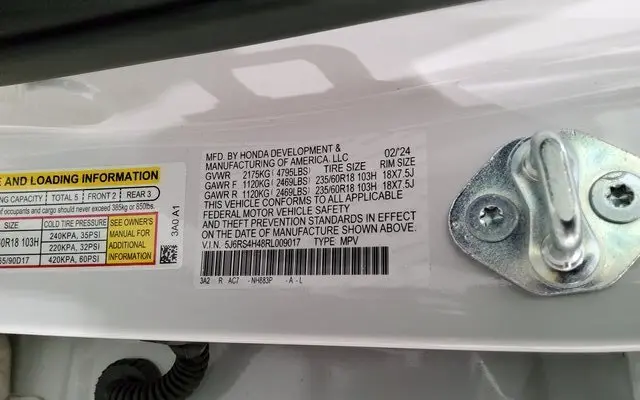 E AND LOADING INFORMATION
NG CAPACITY TOTAL 5 FRONT 2 REAR 3
of occupants and cargo should never exceed 385kg or 850lbs.
SIZE COLD TIRE PRESSURE SEE OWNER'S MANUAL FOR ADDITIONAL INFORMATION
60R18 103H 240KPA, 35PSI
220KPA, 32PSI
55/90D17 420KPA, 60PSI
3A0 A1
MFD. BY HONDA DEVELOPMENT & 02/24
MANUFACTURING OF AMERICA, LLC
GVWR 2175KG( 4795LBS) TIRE SIZE RIM SIZE
GAWR F 1120KG( 2469LBS) 235/60R18 103H 18X7.5J
GAWR R 1120KG( 2469LBS) 235/60R18 103H 18X7.5J
THIS VEHICLE CONFORMS TO ALL APPLICABLE
FEDERAL MOTOR VEHICLE SAFETY
AND THEFT PREVENTION STANDARDS IN EFFECT
ON THE DATE OF MANUFACTURE SHOWN ABOVE.
V.I.N. 5J6RS4H48RL009017 TYPE MPV
3A2 R AC7 -NH883P -A -L